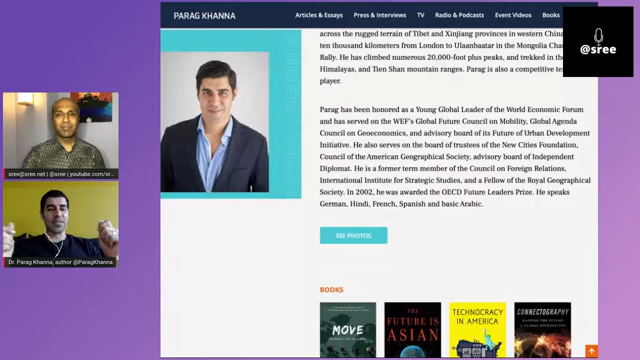 PARAG KHANNA
Articles & Essays
Press & Interviews
TV
Radio & Podcasts
Event Videos
Books
@sree
across the rugged terrain of Tibet and Xinjiang provinces in western China
ten thousand kilometers from London to Ulaanbaatar in the Mongolia Cha
Rally. He has climbed numerous 20,000-foot plus peaks, and trekked in th
Himalayas, and Tien Shan mountain ranges. Parag is also a competitive te
player.
Parag has been honored as a Young Global Leader of the World Economic Forum
and has served on the WEF's Global Future Council on Mobility, Global Agenda
Council on Geoeconomics, and advisory board of its Future of Urban Development
Initiative. He also serves on the board of trustees of the New Cities Foundation,
Council of the American Geographical Society, advisory board of Independent
Diplomat. He is a former term member of the Council on Foreign Relations,
International Institute for Strategic Studies, and a Fellow of the Royal Geographical
Society. In 2002, he was awarded the OECD Future Leaders Prize. He speaks
German, Hindi, French, Spanish and basic Arabic.
SEE PHOTOS
BOOKS
MOVE
THE
FUTURE IS
ASIAN
TECHNOCRACY
IN AMERICA
CONNECTOGRAPHY
sree@sree.net | @sree | youtube.com/sr...
Dr. Parag Khanna, author @ParagKhanna